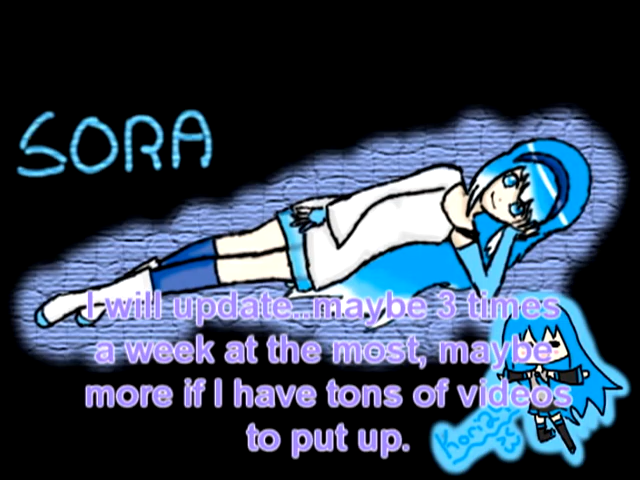 SORA
I will update...maybe 3 times
a week at the most, maybe
more if I have tons of videos
to put up.